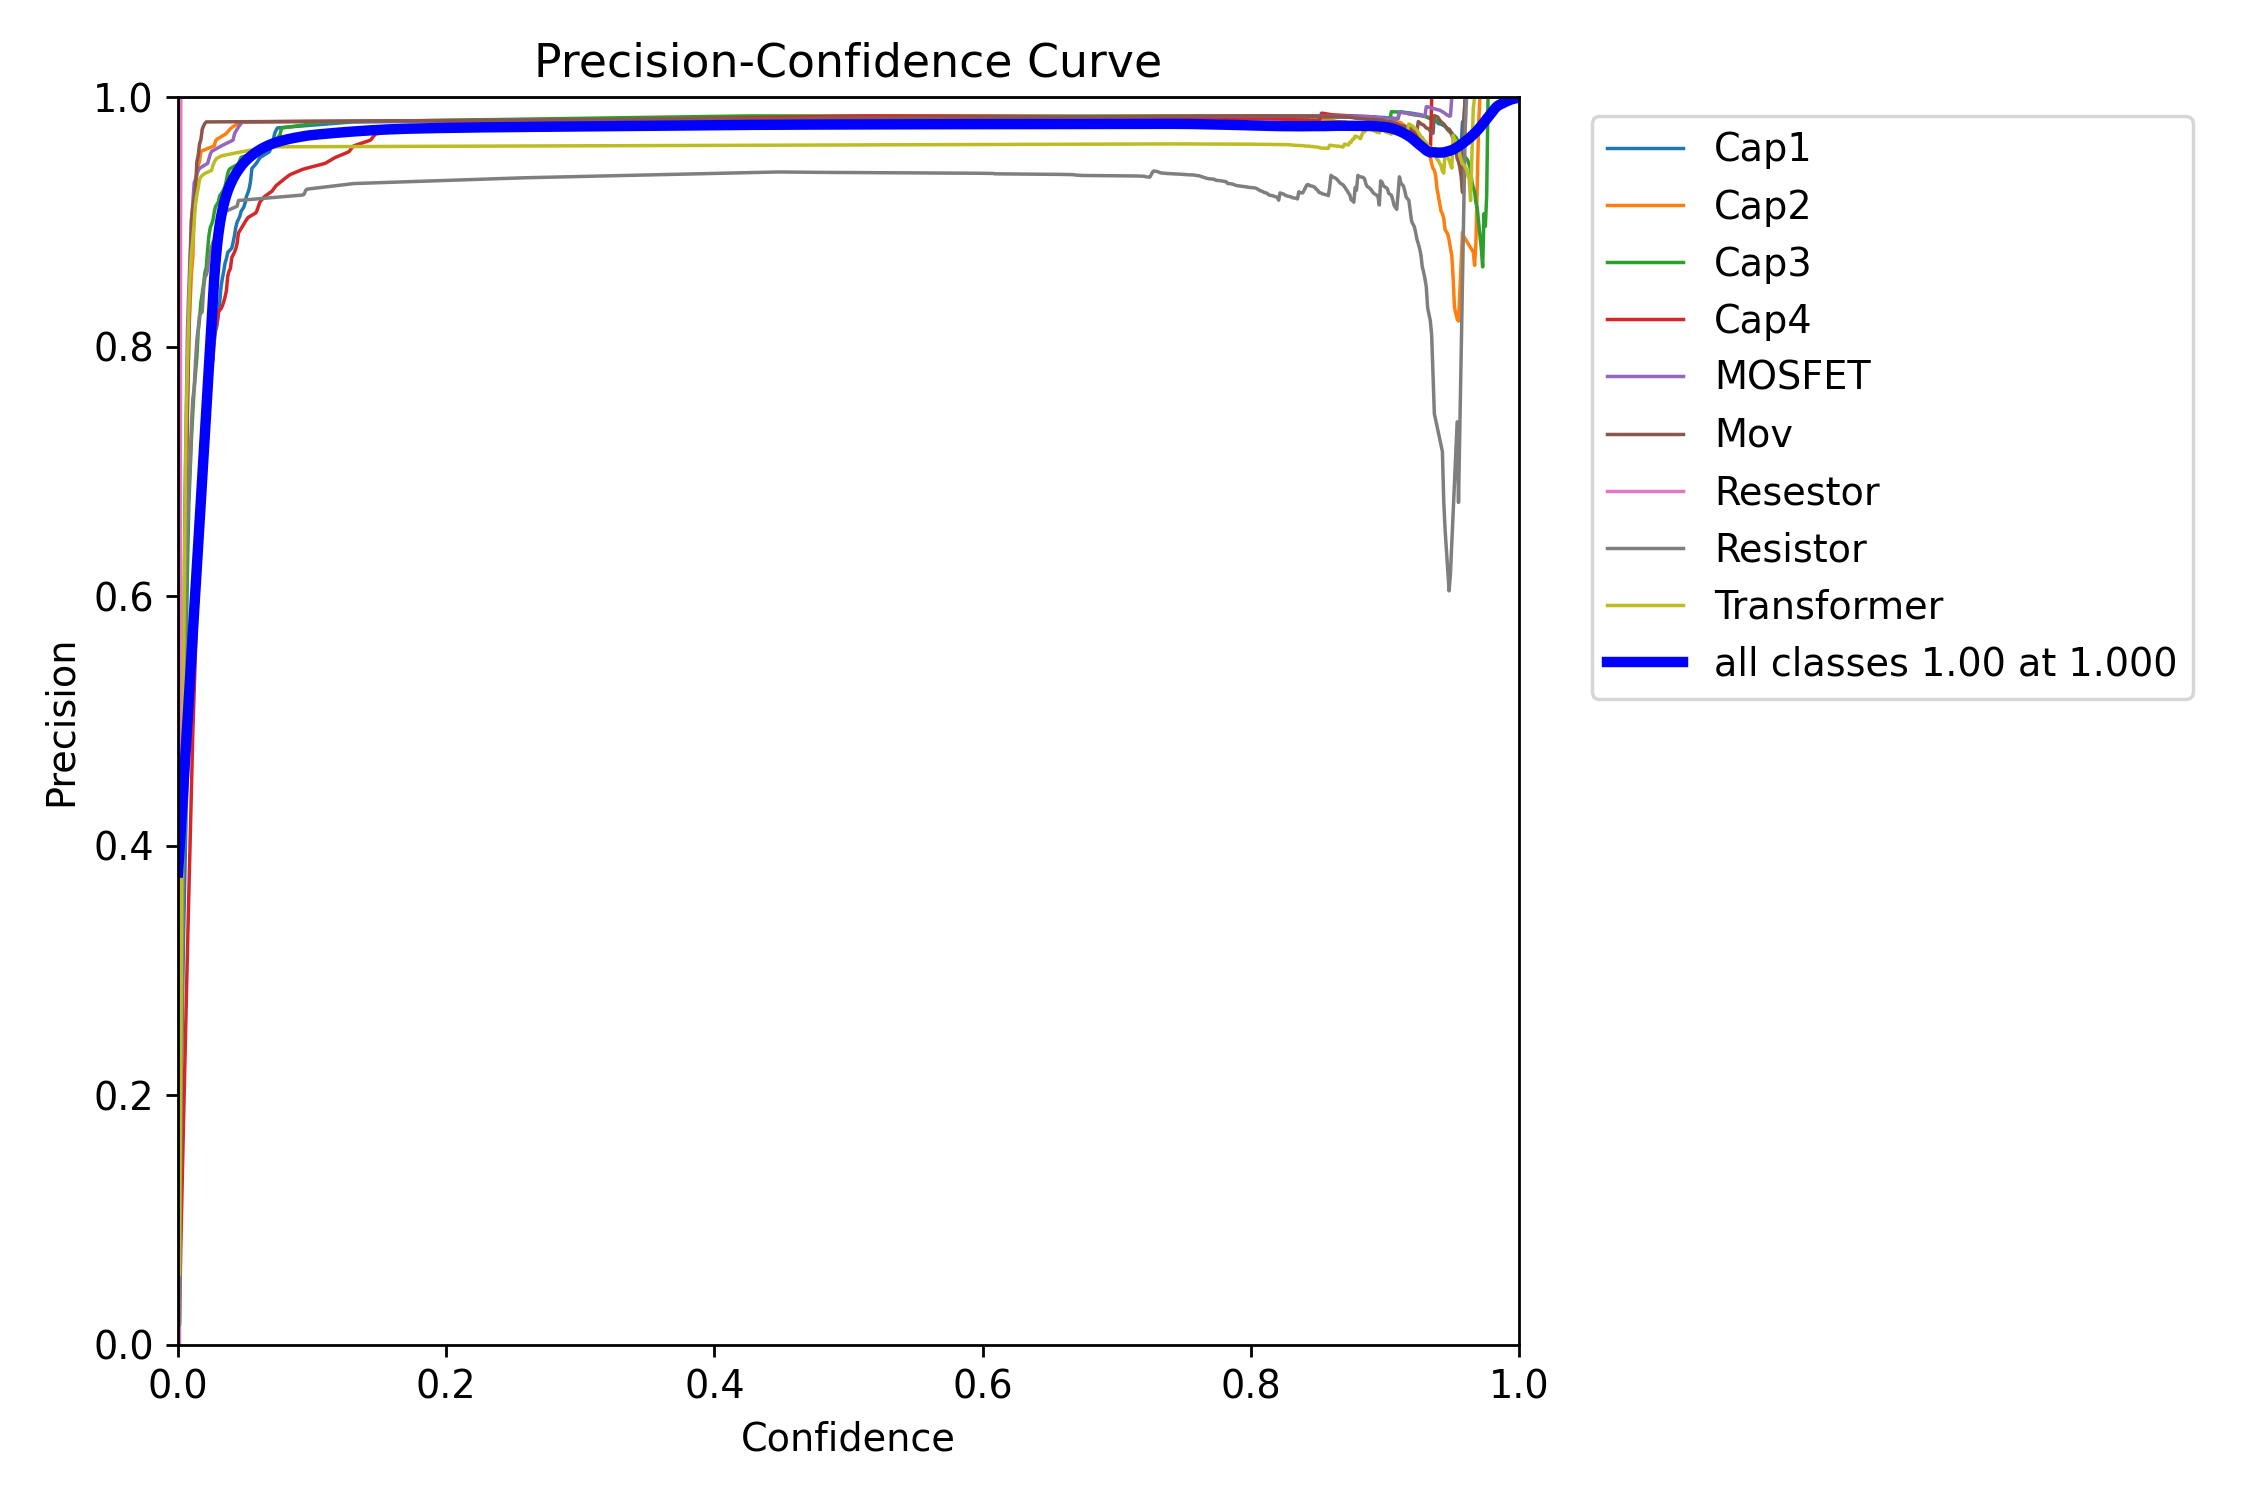 Precision-Confidence Curve
1.0
0.8
0.6
0.4
0.2
0.0
Precision
0.0 0.2 0.4 0.6 0.8 1.0
Confidence
Cap1
Cap2
Cap3
Cap4
MOSFET
Mov
Resestor
Resistor
Transformer
all classes 1.00 at 1.000